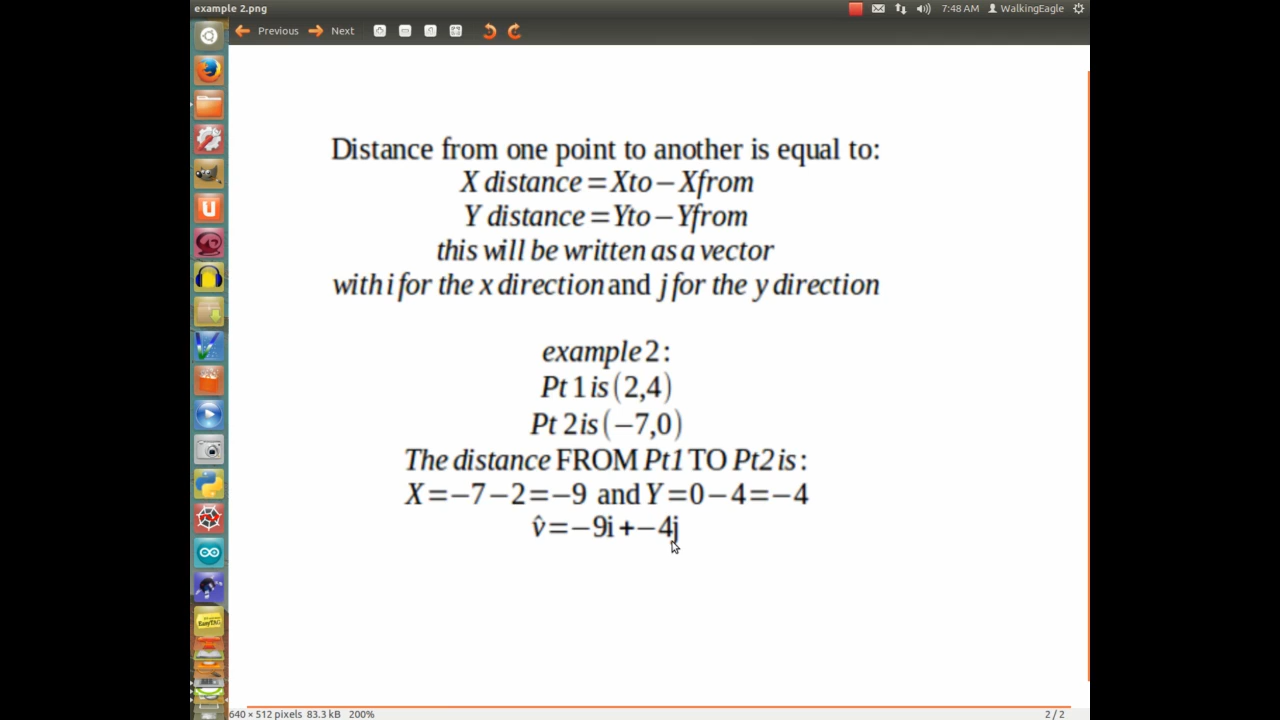 example 2.png
7:48 AM WalkingEagle
Previous Next
Distance from one point to another is equal to:
X distance=Xto−Xfrom
Y distance=Yto−Yfrom
this will be written as a vector
with i for the x direction and j for the y direction
example 2:
Pt 1 is (2,4)
Pt 2 is (−7,0)
The distance FROM Pt1 TO Pt2 is:
X=−7−2=−9 and Y=0−4=−4
v̂=−9i+−4j
640 × 512 pixels 83.3 kB 200%
2 / 2